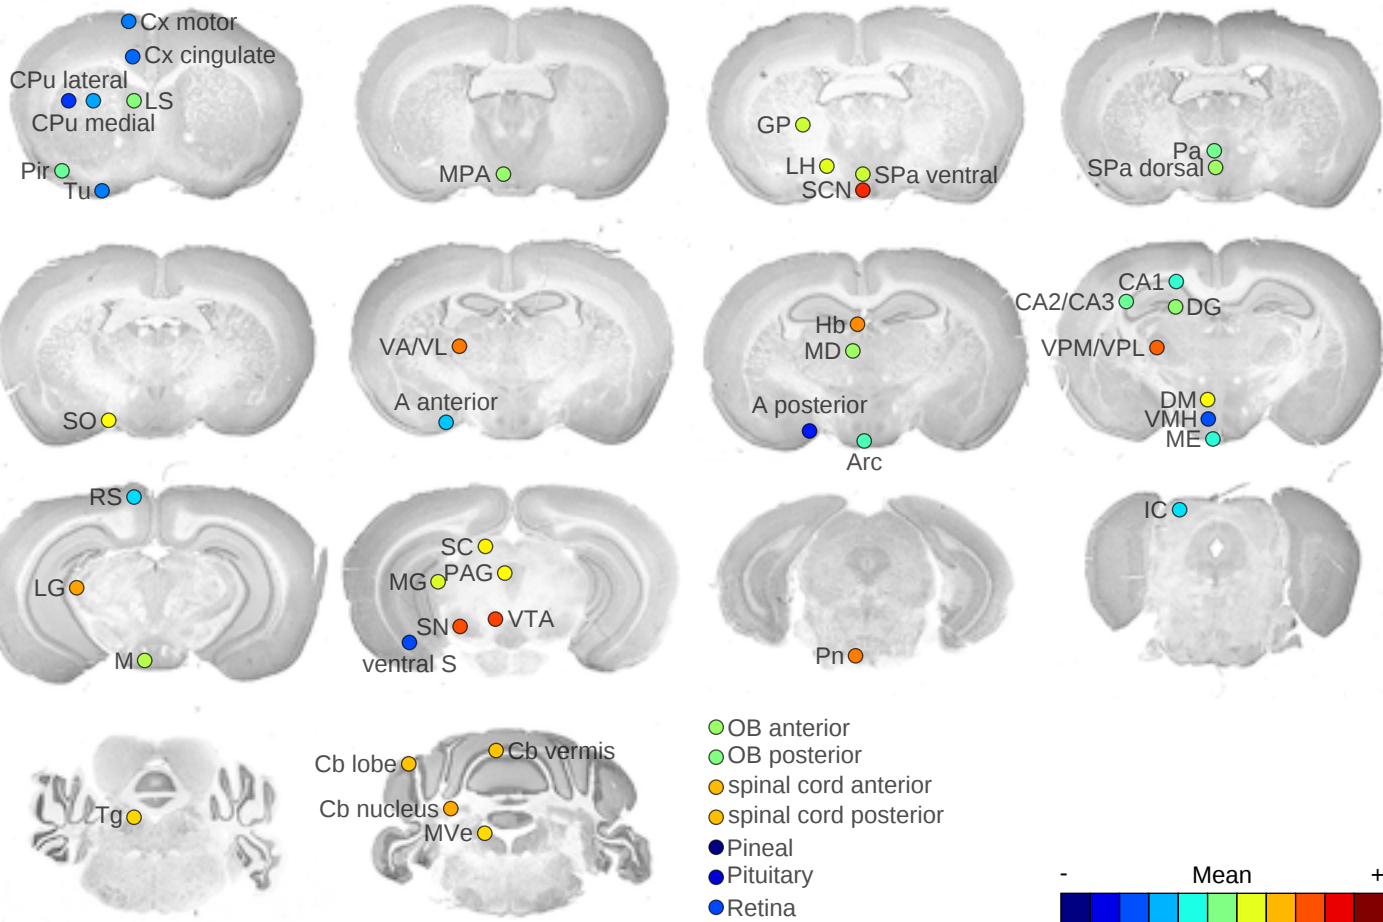 Cx motor
Cx cingulate
CPu lateral
LS
CPu medial
Pir
Tu
MPA
GP
LH
SPa ventral
SCN
Pa
SPa dorsal
SO
VA/VL
A anterior
Hb
MD
A posterior
Arc
CA1
CA2/CA3
DG
VPM/VPL
DM
VMH
ME
RS
LG
M
SC
MG
PAG
SN
VTA
ventral S
Pn
IC
Tg
Cb lobe
Cb vermis
Cb nucleus
MVe
OB anterior
OB posterior
spinal cord anterior
spinal cord posterior
Pineal
Pituitary
Retina
- Mean +